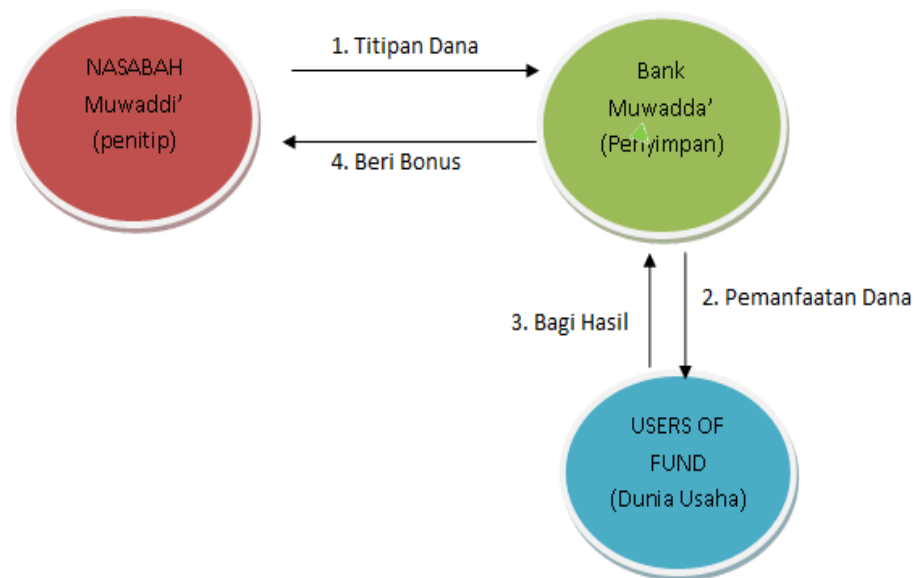 NASABAH
Muwaddi'
(penitip)
1. Titipan Dana
4. Beri Bonus
Bank
Muwadda'
(Penyimpan)
3. Bagi Hasil
2. Pemanfaatan Dana
USERS OF
FUND
(Dunia Usaha)